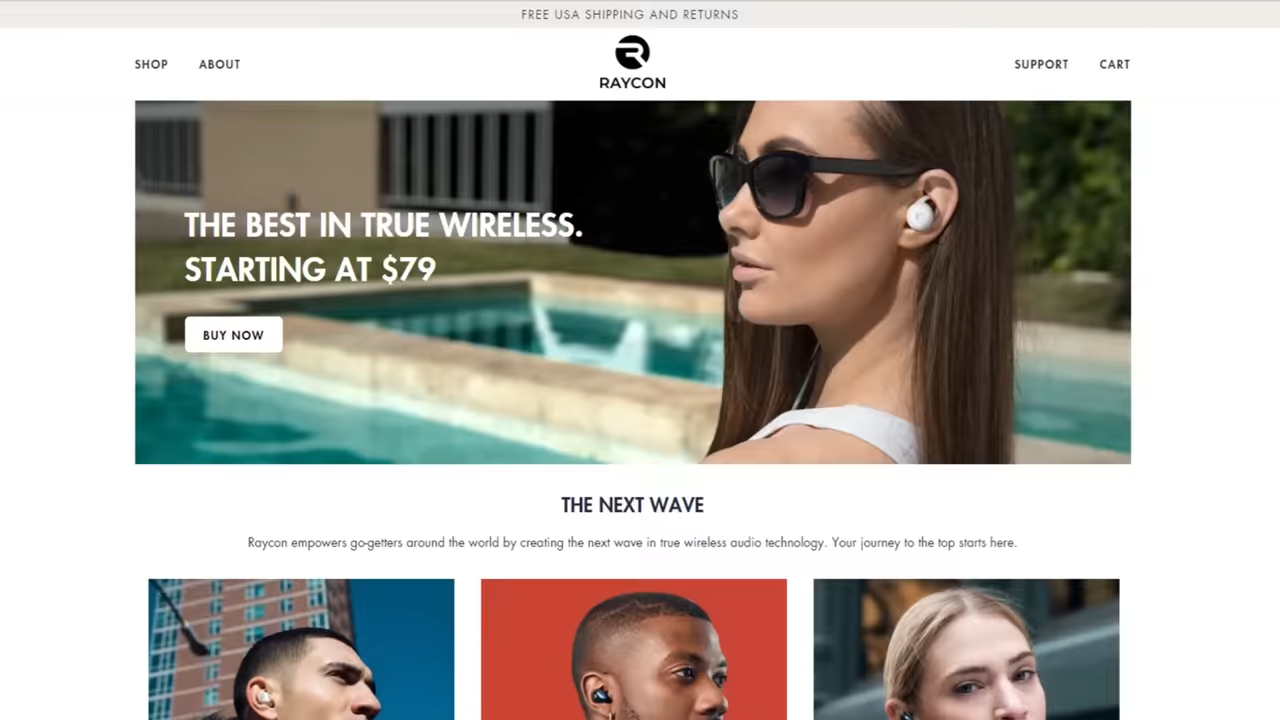 FREE USA SHIPPING AND RETURNS
SHOP
ABOUT
RAYCON
SUPPORT
CART
THE BEST IN TRUE WIRELESS.
STARTING AT $79
BUY NOW
THE NEXT WAVE
Raycon empowers go-getters around the world by creating the next wave in true wireless audio technology. Your journey to the top starts here.